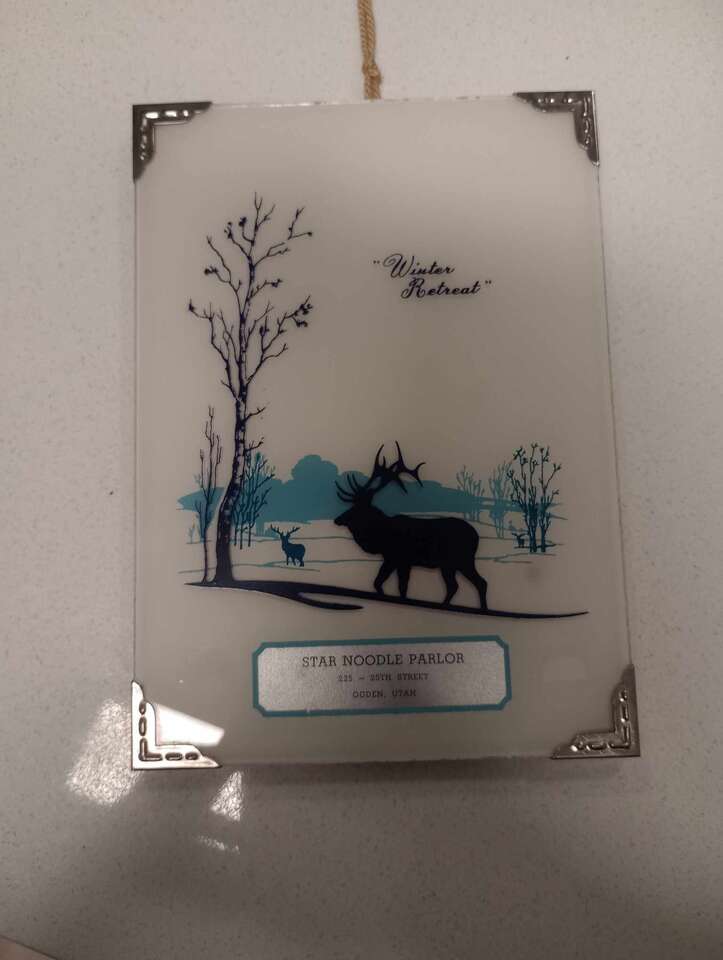 "Winter
Retreat"
STAR NOODLE PARLOR
225 - 25TH STREET
OGDEN, UTAH